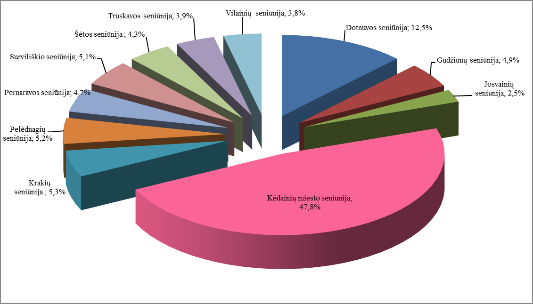 Vilainių seniūnija, 3,8%
Truskavos seniūnija; 3,9%
Dotnuvos seniūnija; 12,5%
Šėtos seniūnija; 4,3%
Surviliškio seniūnija; 5,1%
Gudžiūnų seniūnija; 4,9%
Josvainių
seniūnija, 2,5%
Pernaravos seniūnija; 4,7%
Pelėdnagių
seniūnija; 5,2%
Krakių
seniūnija ; 5,3%
Kėdainių miesto seniūnija,
47,8%